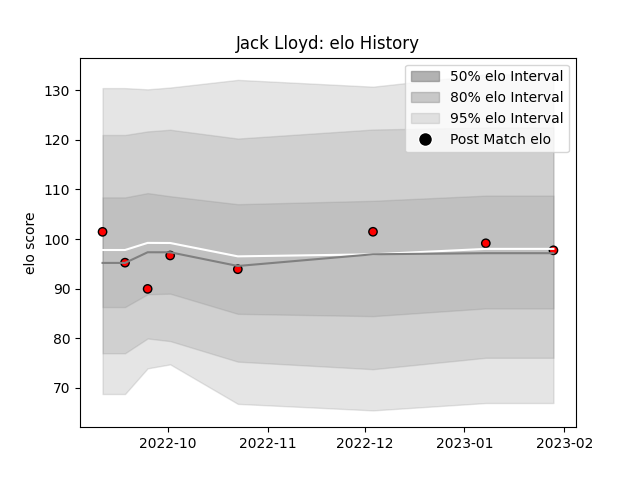 Jack Lloyd: elo History
50% elo Interval
80% elo Interval
95% elo Interval
Post Match elo
elo score
130
120
110
100
90
80
70
2022-10
2022-11
2022-12
2023-01
2023-02